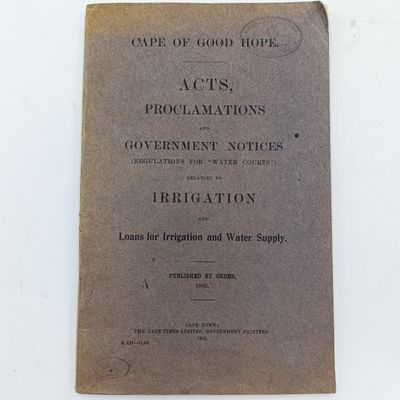 CAPE OF GOOD HOPE.
ACTS,
PROCLAMATIONS
AND
GOVERNMENT NOTICES
(REGULATIONS FOR "WATER COURTS")
RELATING TO
IRRIGATION
AND
Loans for Irrigation and Water Supply.
PUBLISHED BY ORDER,
CAPE TOWN:
THE CAPE TIMES LIMITED, GOVERNMENT PRINTERS